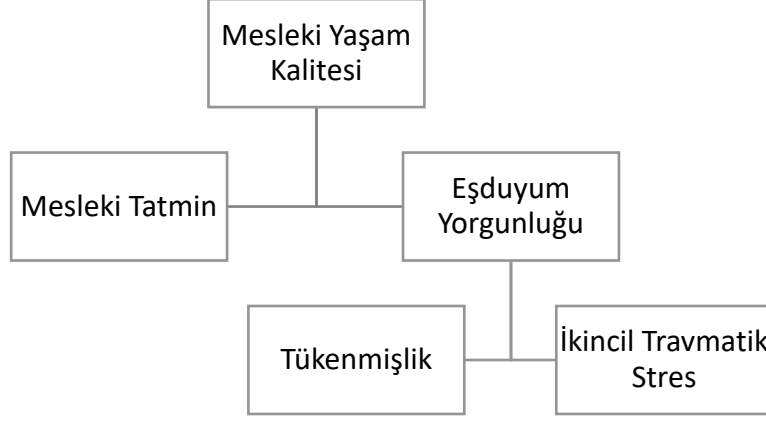 Mesleki Yaşam
Kalitesi
Mesleki Tatmin
Eşduyum
Yorgunluğu
Tükenmişlik
İkincil Travmatik
Stres